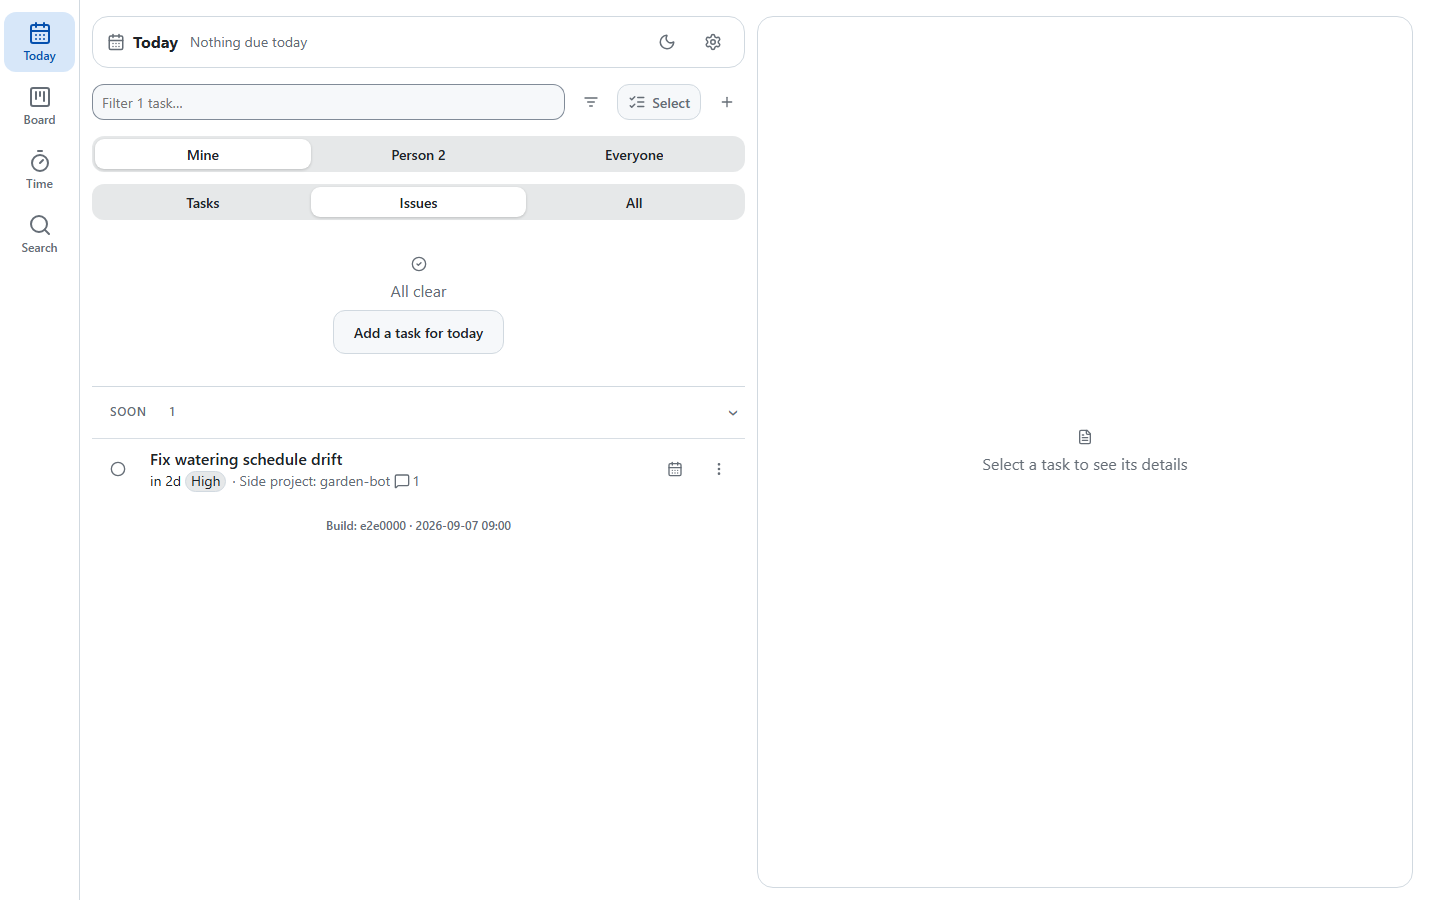 Today
Board
Time
Search
Today Nothing due today
Filter 1 task...
Select
Mine Person 2 Everyone
Tasks Issues All
All clear
Add a task for today
SOON 1
Fix watering schedule drift
in 2d High · Side project: garden-bot 1
Build: e2e0000 · 2026-09-07 09:00
Select a task to see its details